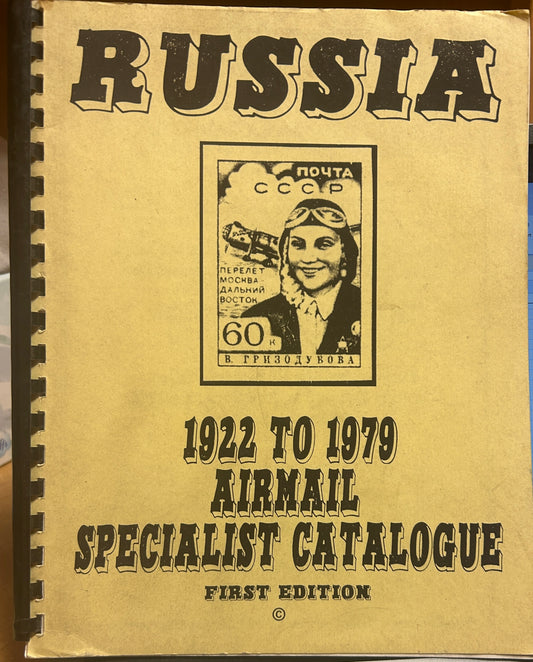 RUSSIA
ПОЧТА
СССР
ПЕРЕЛЕТ
МОСКВА-
ДАЛЬНИЙ
ВОСТОК
60 К
В. ГРИЗОДУБОВА
1922 TO 1979
AIRMAIL
SPECIALIST CATALOGUE
FIRST EDITION
©